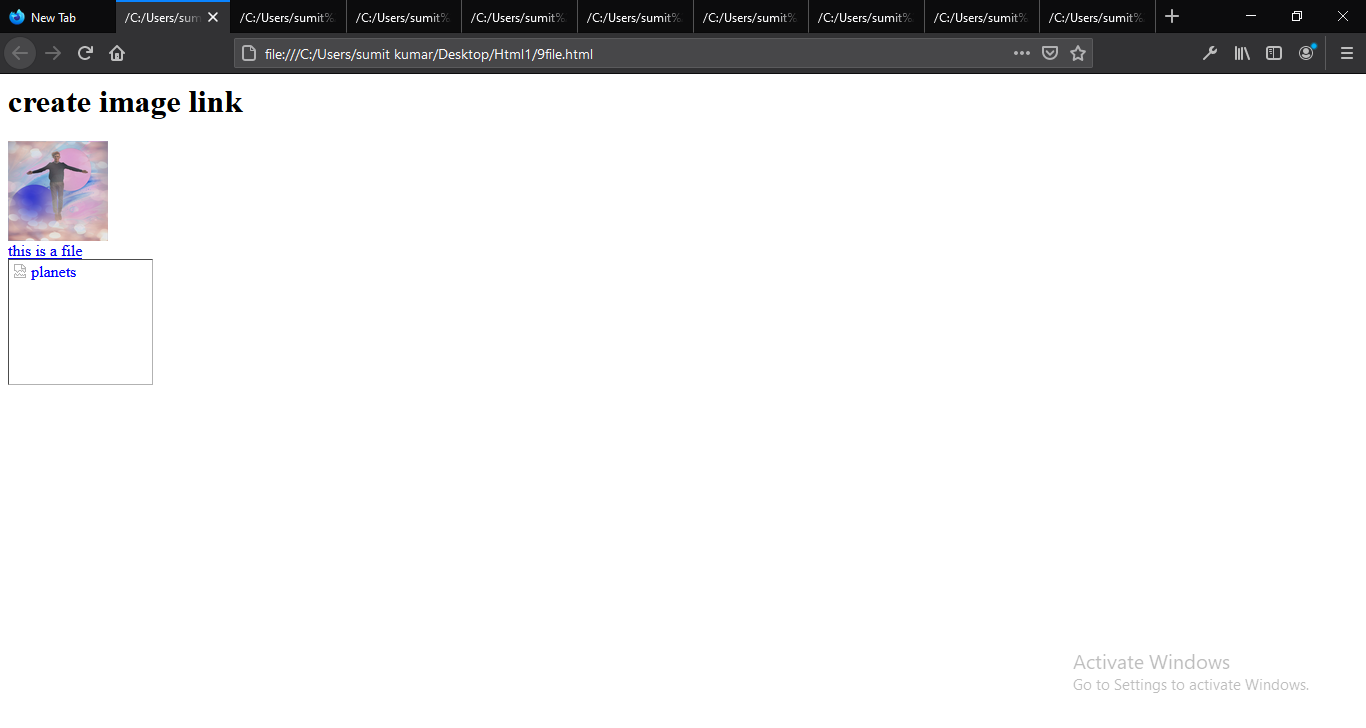 New Tab
/C:/Users/sum
/C:/Users/sumit%
/C:/Users/sumit%
/C:/Users/sumit%
/C:/Users/sumit%
/C:/Users/sumit%
/C:/Users/sumit%
/C:/Users/sumit%
/C:/Users/sumit%
file:///C:/Users/sumit kumar/Desktop/Html1/9file.html
create image link
this is a file
planets
Activate Windows
Go to Settings to activate Windows.